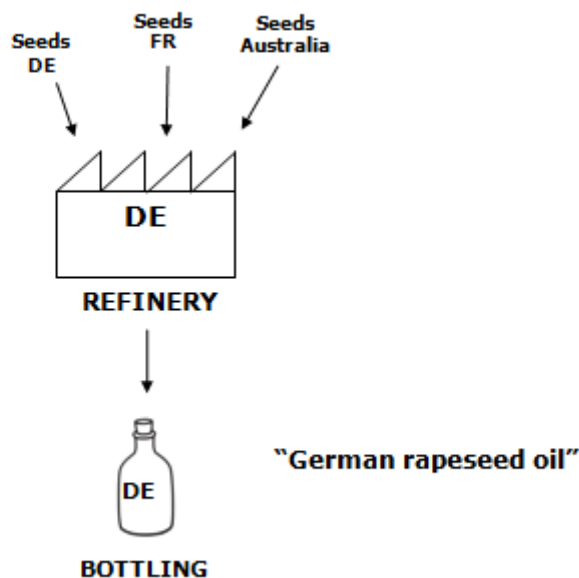 Seeds
DE
Seeds
FR
Seeds
Australia
DE
REFINERY
DE
"German rapeseed oil"
BOTTLING